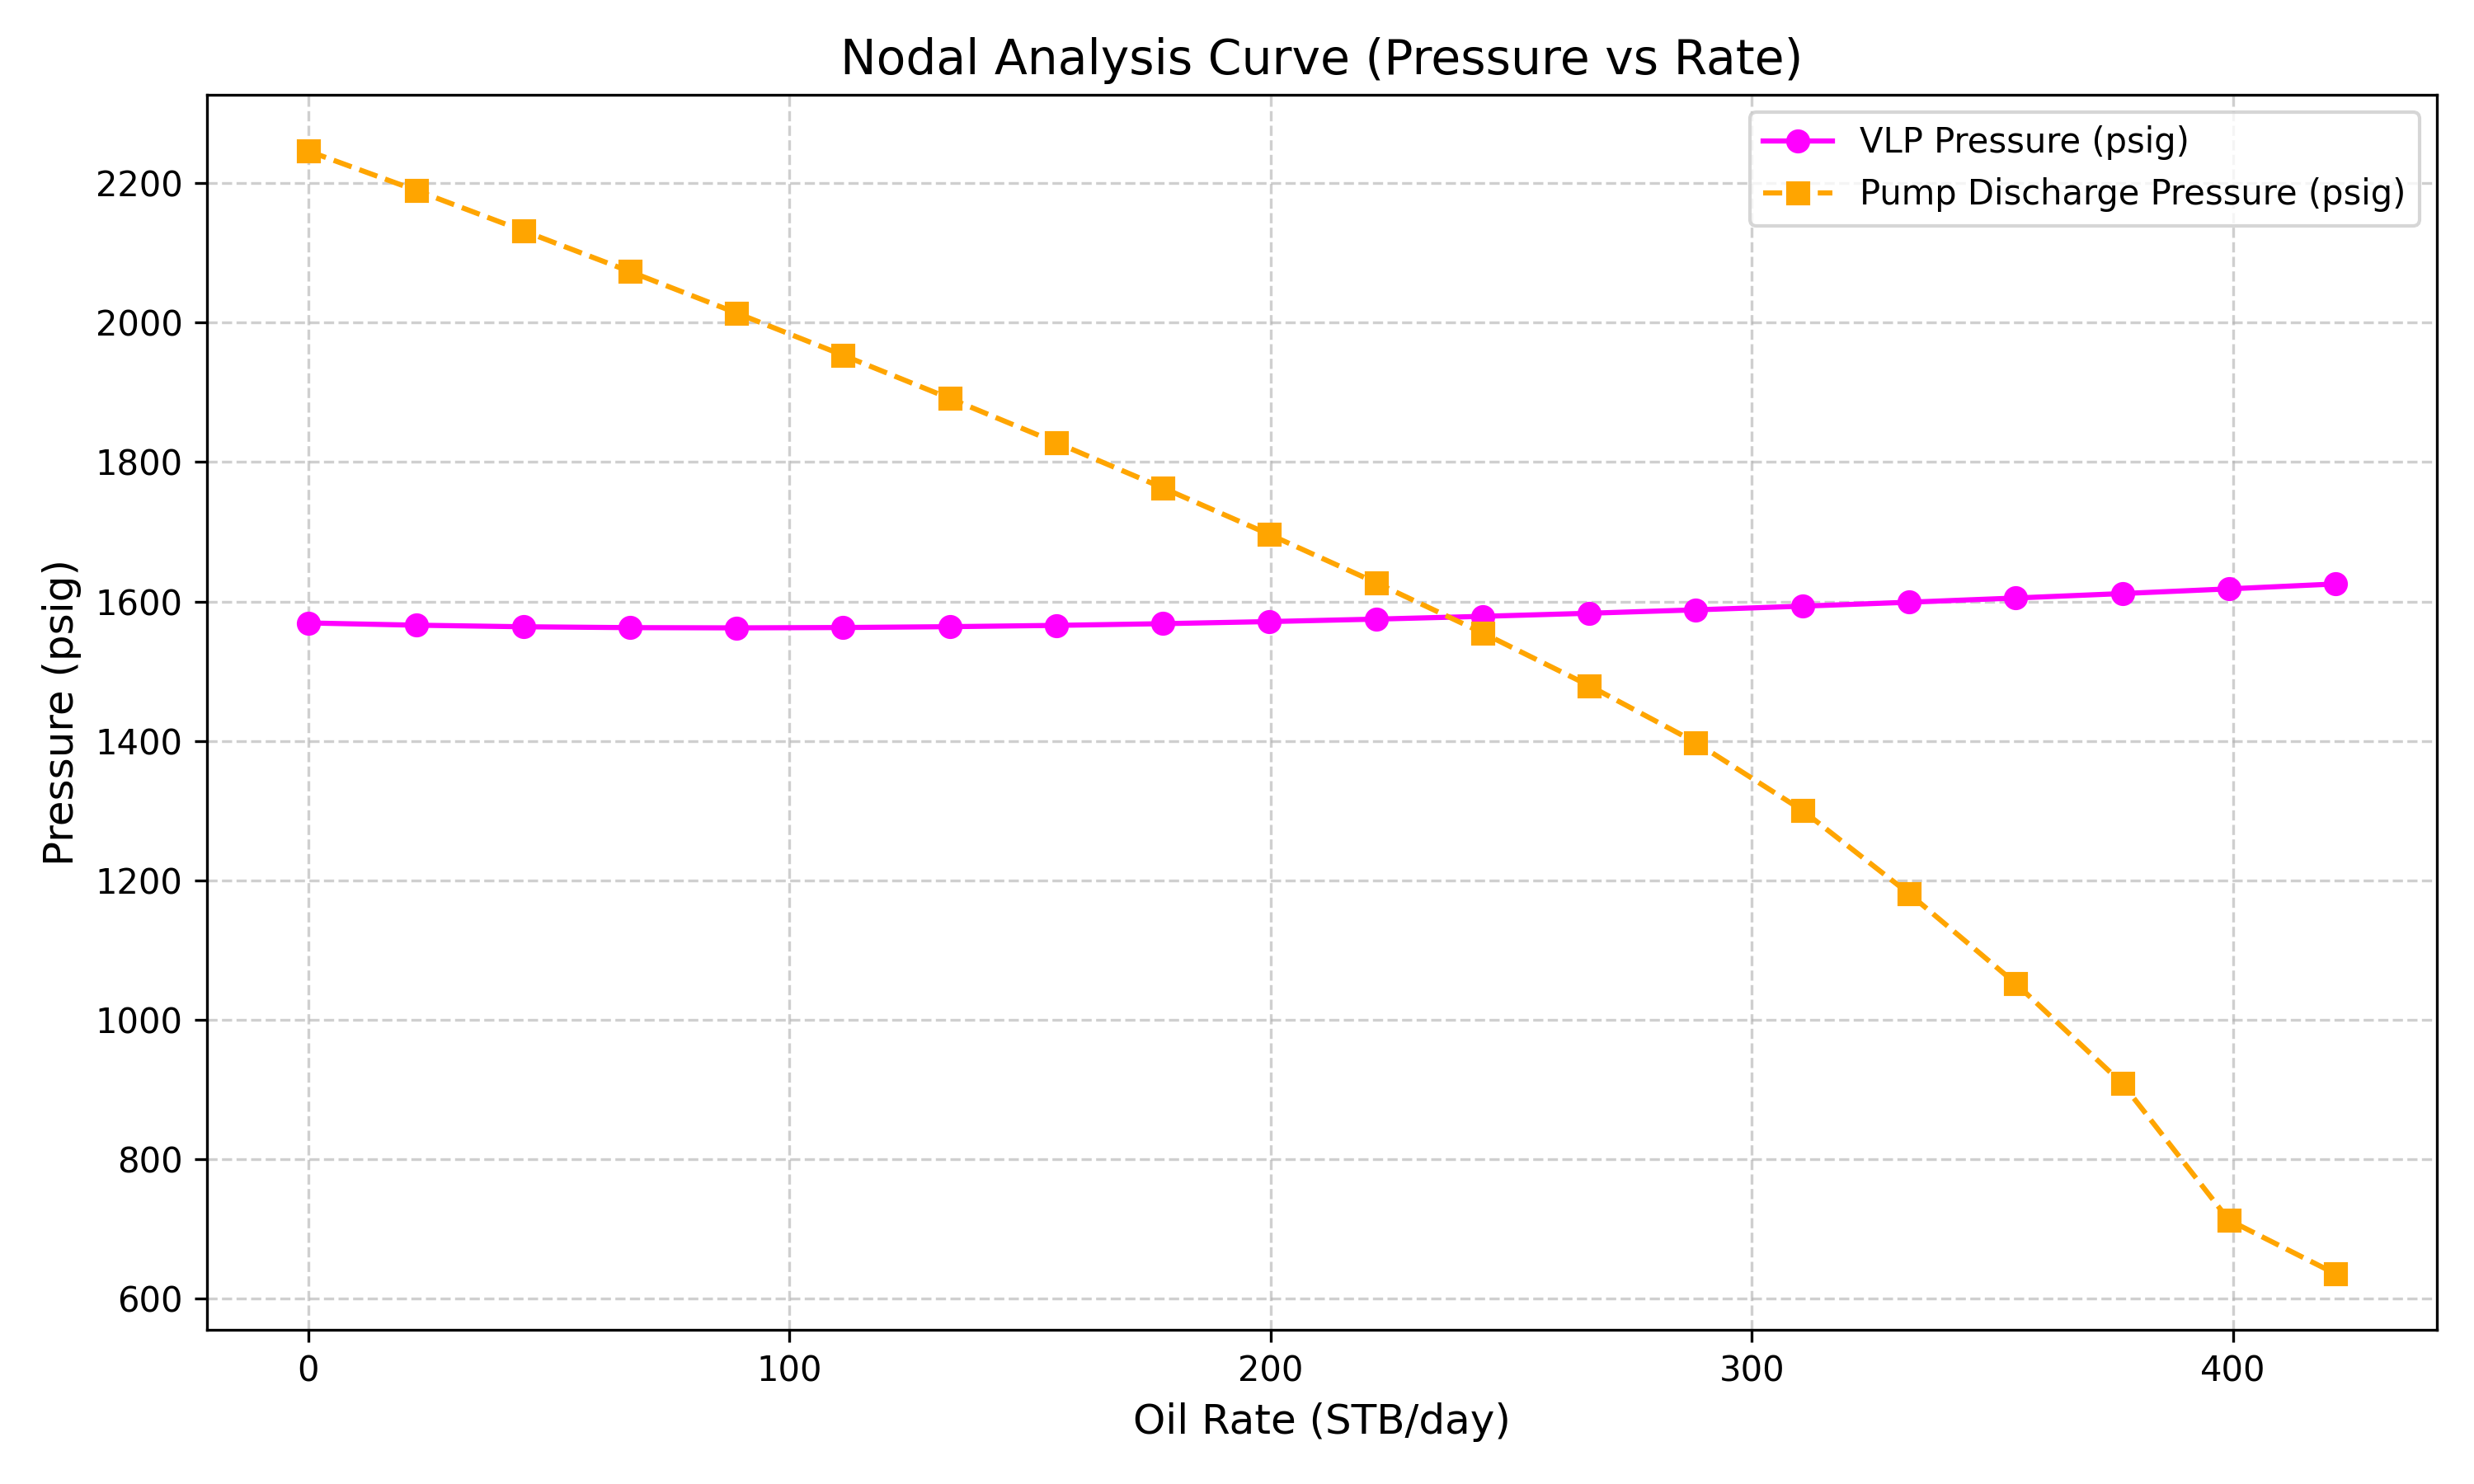 Nodal Analysis Curve (Pressure vs Rate)
VLP Pressure (psig)
Pump Discharge Pressure (psig)
Pressure (psig)
2200
2000
1800
1600
1400
1200
1000
800
600
0 100 200 300 400
Oil Rate (STB/day)